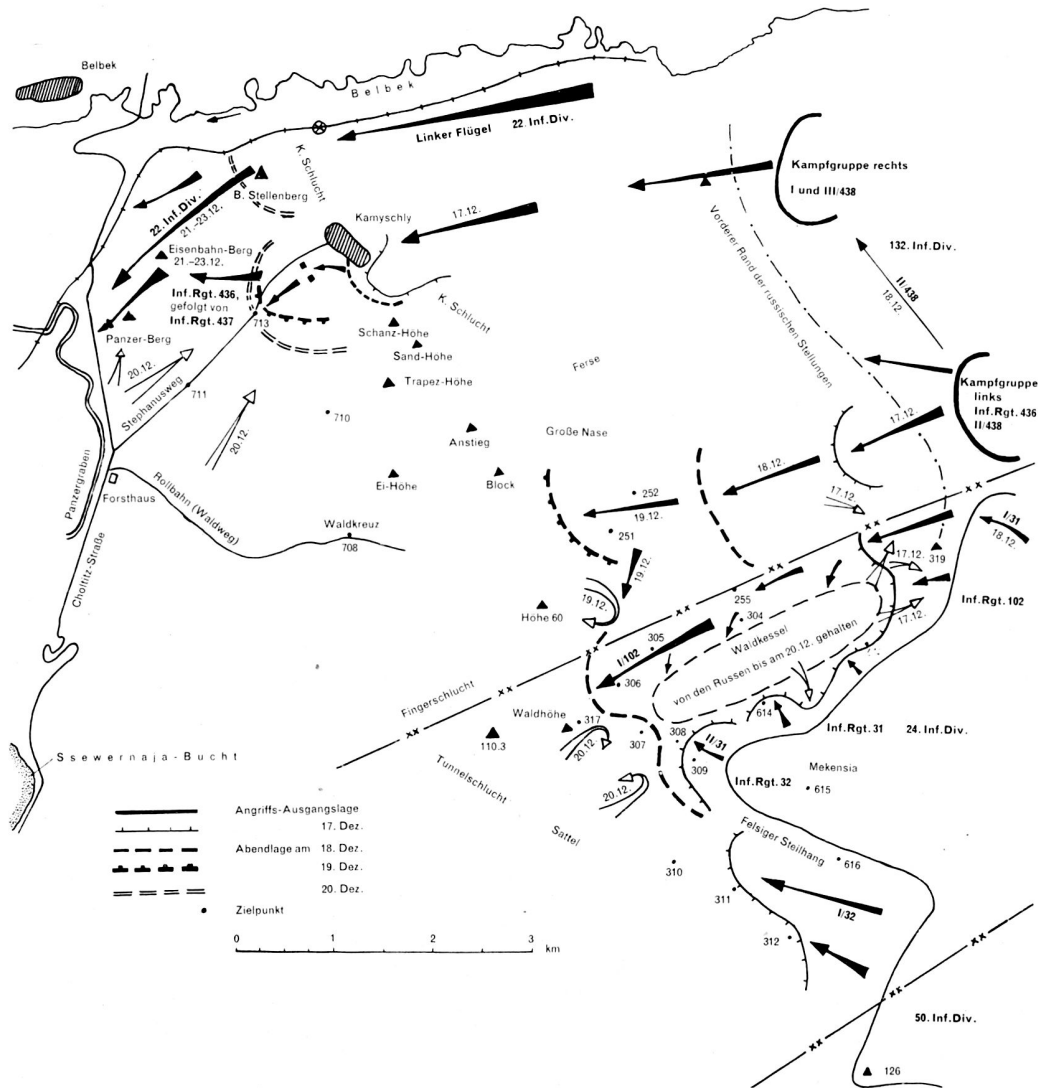 Belbek
Belbek
Linker Flügel 22. Inf. Div.
K. Schlucht
B. Stellenberg
22. Inf. Div.
21.–23.12.
Kamyschly
17.12.
Kampfgruppe rechts
I und III/438
Vorderer Rand der russischen Stellungen
132. Inf. Div.
II/438
18.12.
Eisenbahn-Berg
21.–23.12.
Inf. Rgt. 436,
gefolgt von
Inf. Rgt. 437
713
K. Schlucht
Schanz-Höhe
Sand-Höhe
Trapez-Höhe
Panzer-Berg
20.12.
20.12.
Stephanusweg
711
20.12.
710
Ferse
Kampfgruppe
links
Inf. Rgt. 436
II/438
17.12.
Anstieg
Große Nase
Ei-Höhe
Block
18.12.
252
19.12.
251
17.12.
Panzergraben
Forsthaus
Rollbahn (Waldweg)
Waldkreuz
708
Choltitz-Straße
19.12.
19.12.
Höhe 60
I/31
18.12.
17.12.
319
Inf. Rgt. 102
17.12.
255
304
305
Waldkessel
von den Russen bis am 20.12. gehalten
I/102
306
Fingerschlucht
Waldhöhe
317
110.3
20.12.
307
308
II/31
309
614
Inf. Rgt. 31
24. Inf. Div.
Inf. Rgt. 32
Mekensia
615
Tunnelschlucht
20.12.
Sattel
Ssewernaja-Bucht
Felsiger Steilhang
616
310
311
I/32
312
50. Inf. Div.
126
Angriffs-Ausgangslage
17. Dez.
Abendlage am 18. Dez.
19. Dez.
20. Dez.
Zielpunkt
0 1 2 3
km